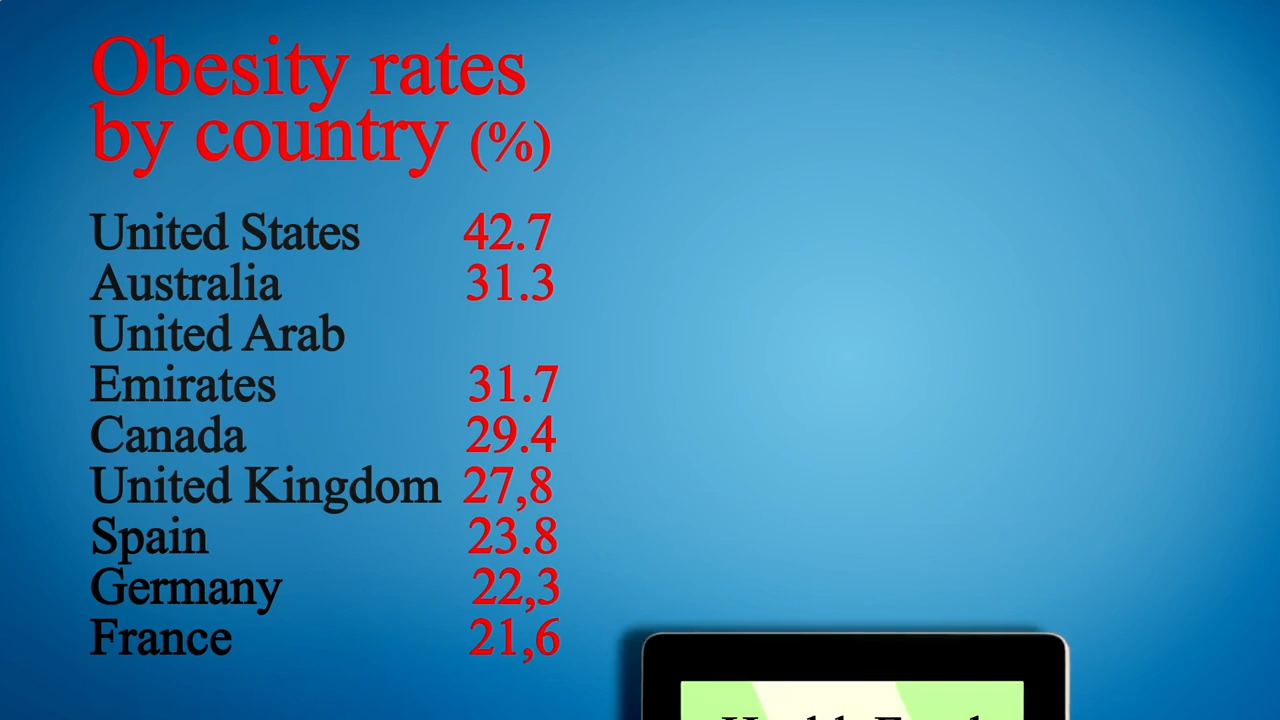 Obesity rates
by country (%)
United States 42.7
Australia 31.3
United Arab
Emirates 31.7
Canada 29.4
United Kingdom 27,8
Spain 23.8
Germany 22,3
France 21,6